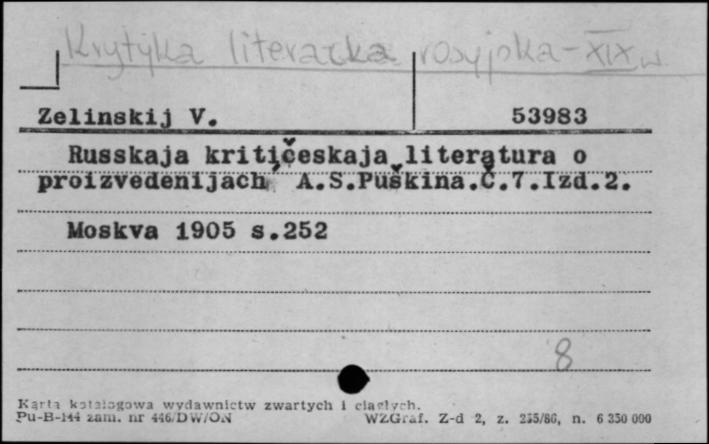 Krytyka literacka rosyjska - XIX w.
Zelinskij V. 53983
Russkaja kritičeskaja literatura o
proizvedenijach A.S.Puškina.Č.7.Izd.2.
Moskva 1905 s.252
8
Karta katalogowa wydawnictw zwartych i ciągłych.
Pu-B-144 zam. nr 446/DW/ON WZGraf. Z-d 2, z. 255/86, n. 6 350 000